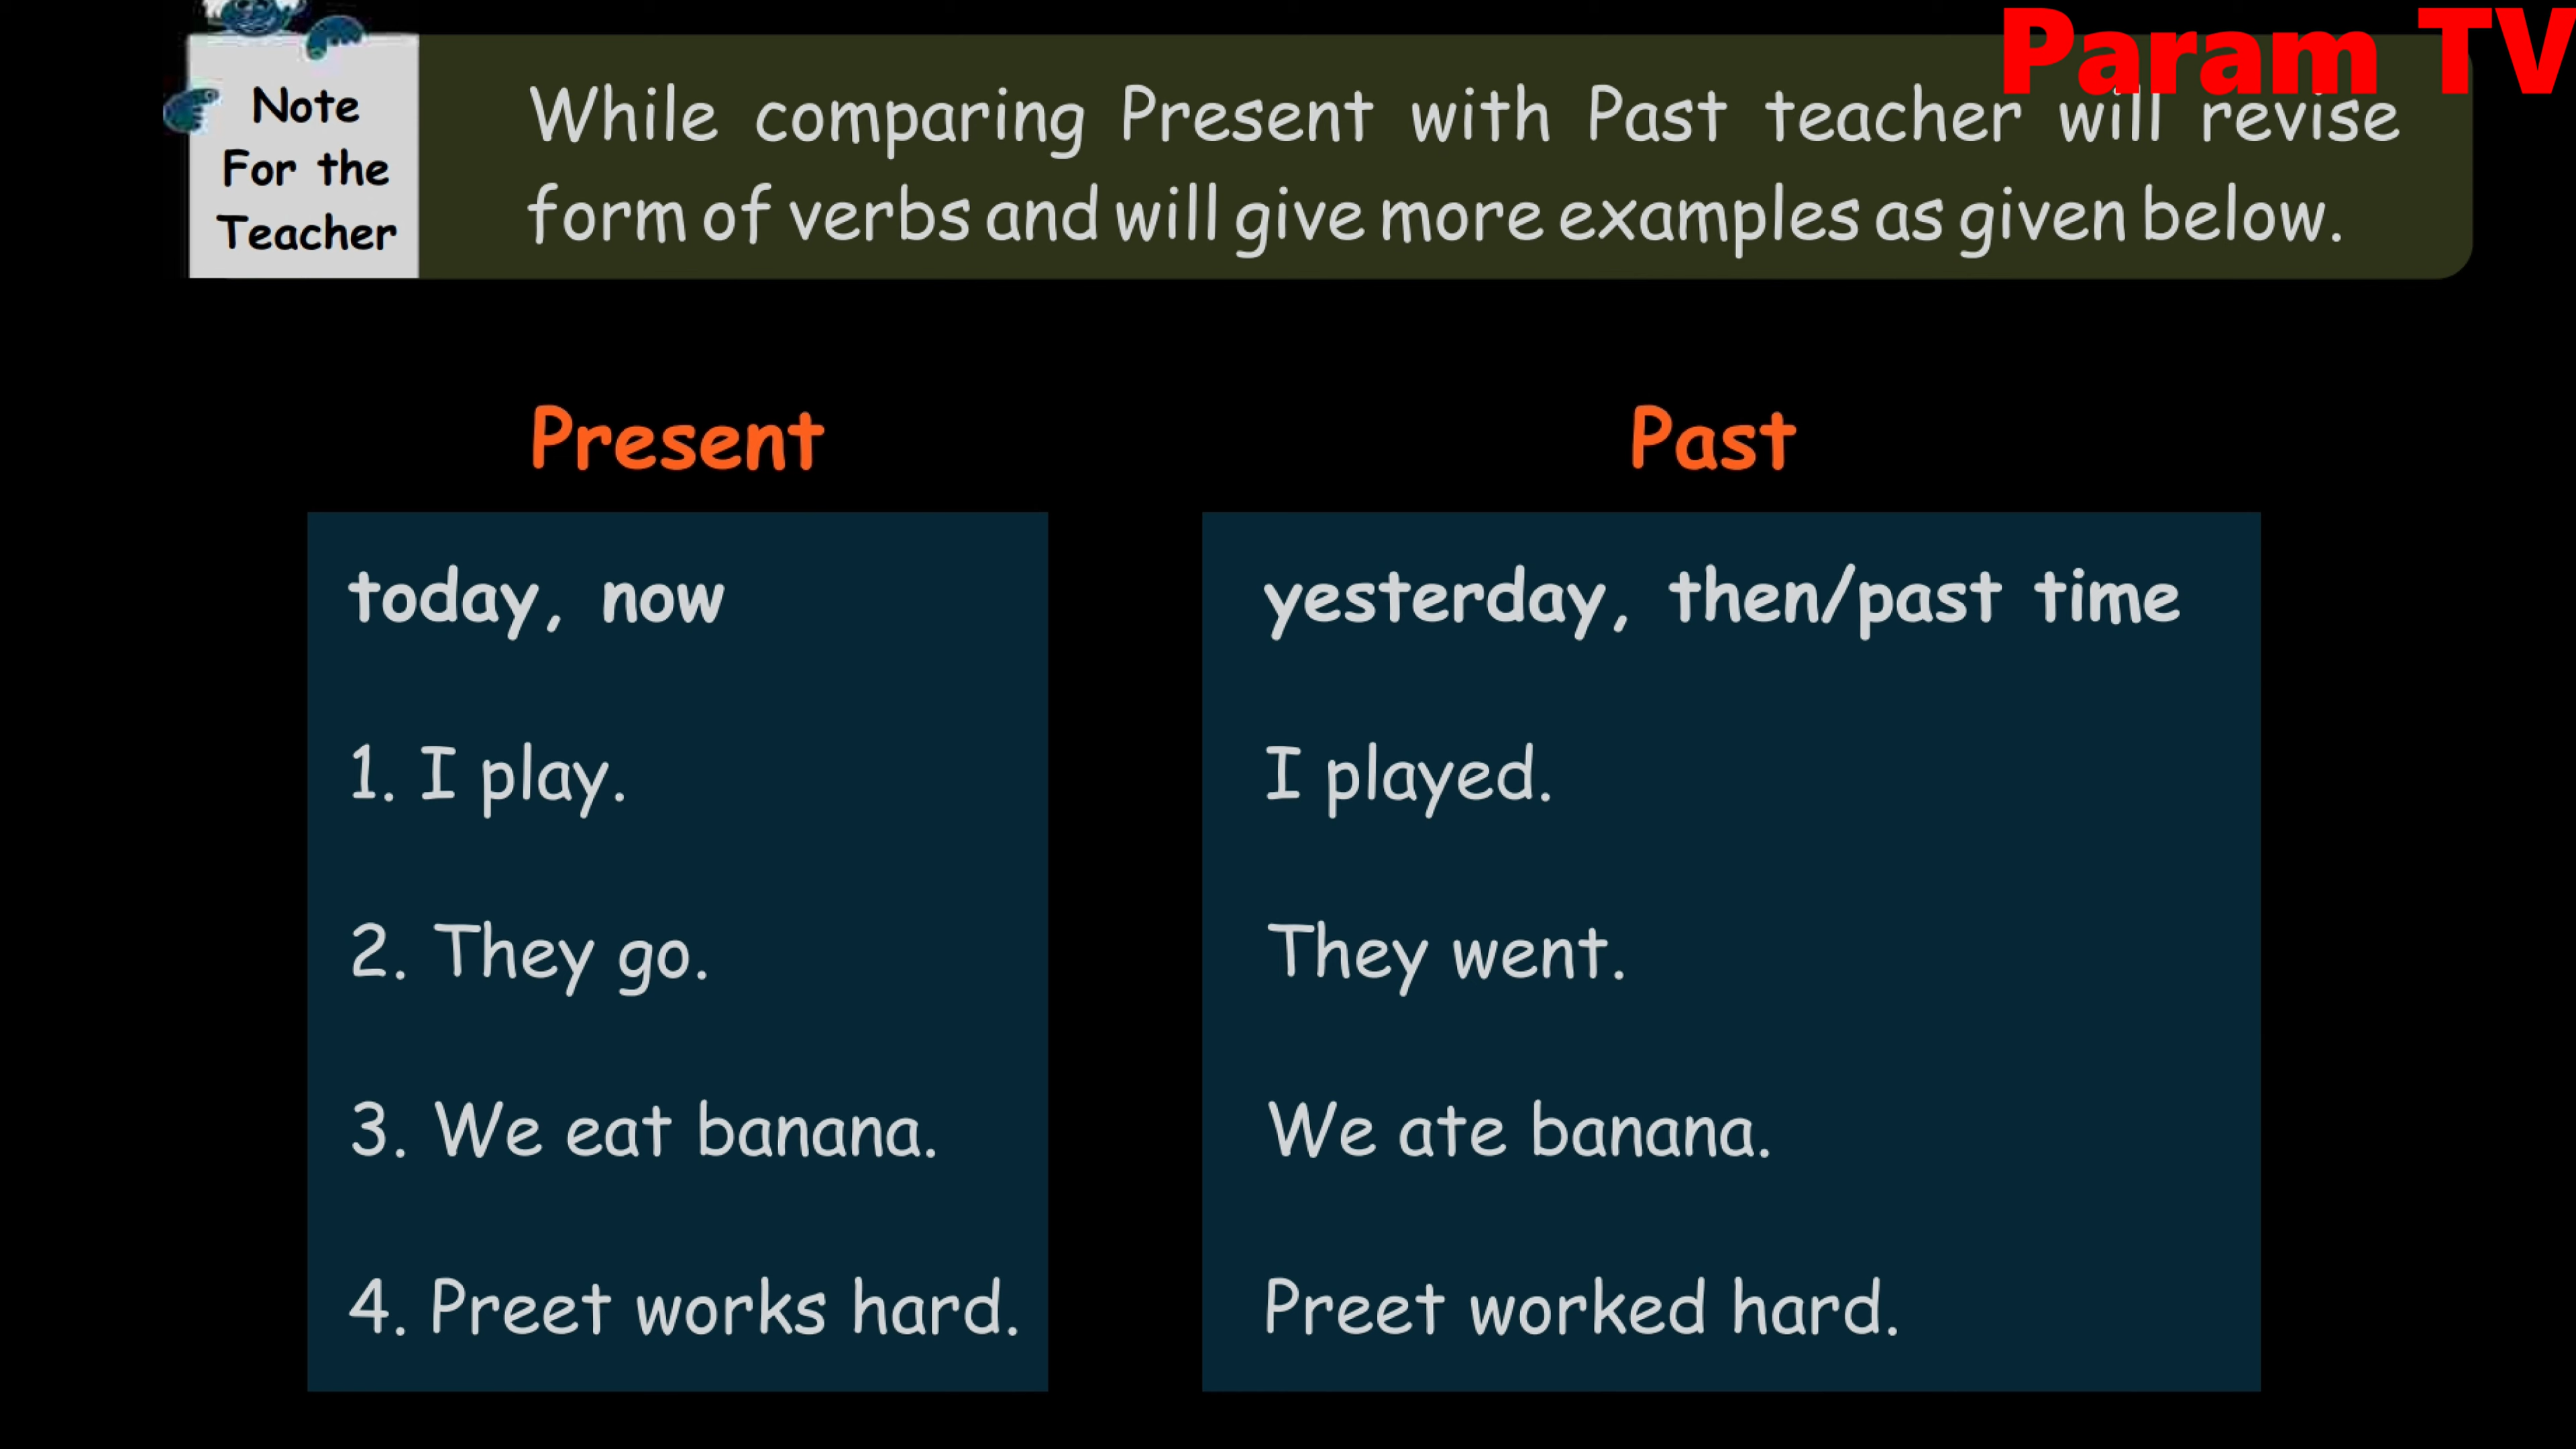 Param TV
Note
For the
Teacher
While comparing Present with Past teacher will revise
form of verbs and will give more examples as given below.
Present
today, now
1. I play.
2. They go.
3. We eat banana.
4. Preet works hard.
Past
yesterday, then/past time
I played.
They went.
We ate banana.
Preet worked hard.